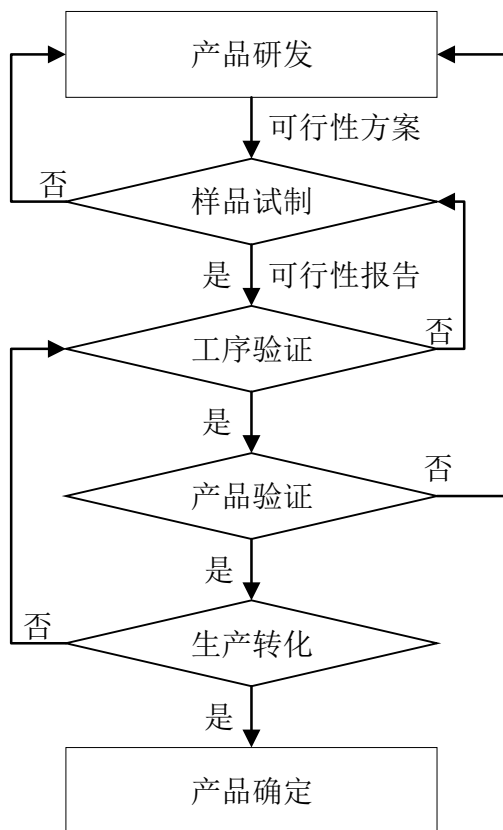 产品研发
可行性方案
否
样品试制
是
可行性报告
否
工序验证
是
否
产品验证
是
否
生产转化
是
产品确定